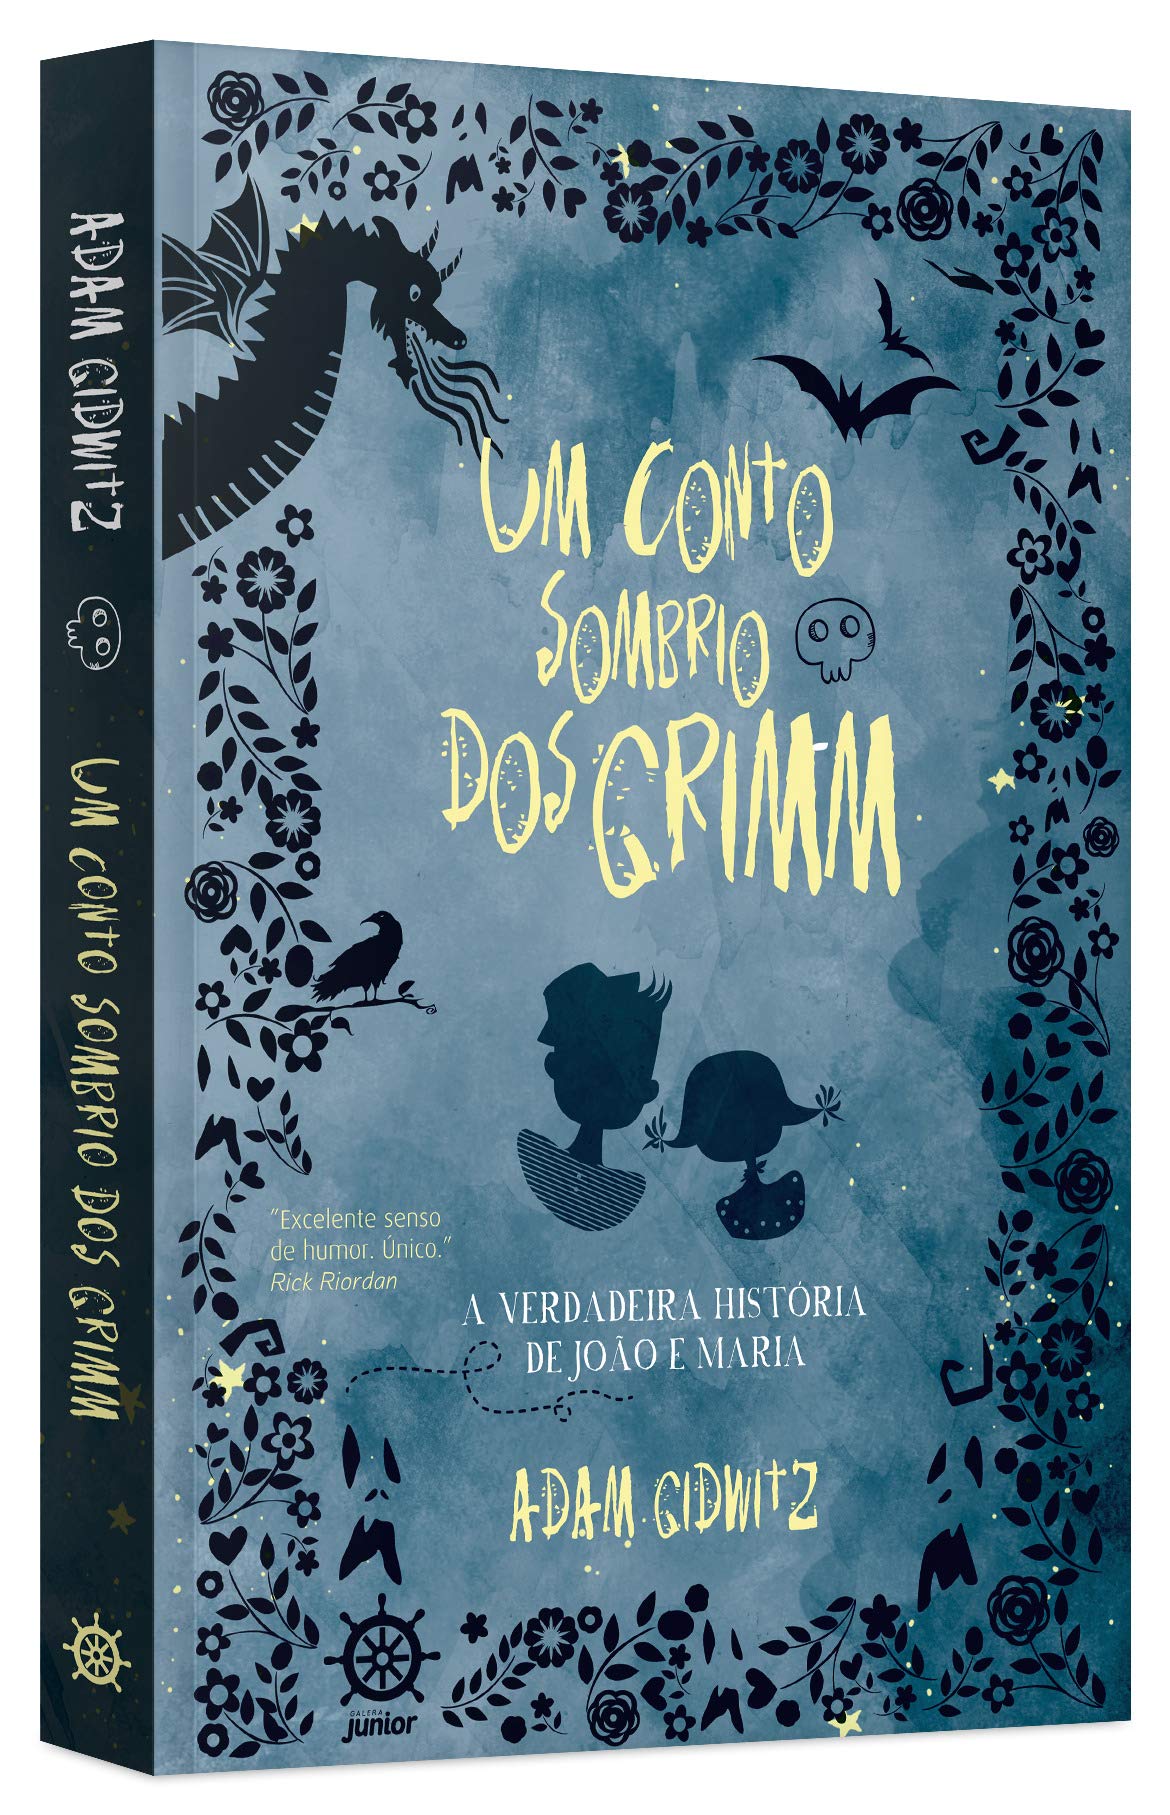 ADAM GIDWITZ
UM CONTO SOMBRIO DOS GRIMM
UM CONTO
SOMBRIO
DOS GRIMM
"Excelente senso
de humor. Único."
Rick Riordan
A VERDADEIRA HISTÓRIA
DE JOÃO E MARIA
ADAM GIDWITZ
GALERA
junior